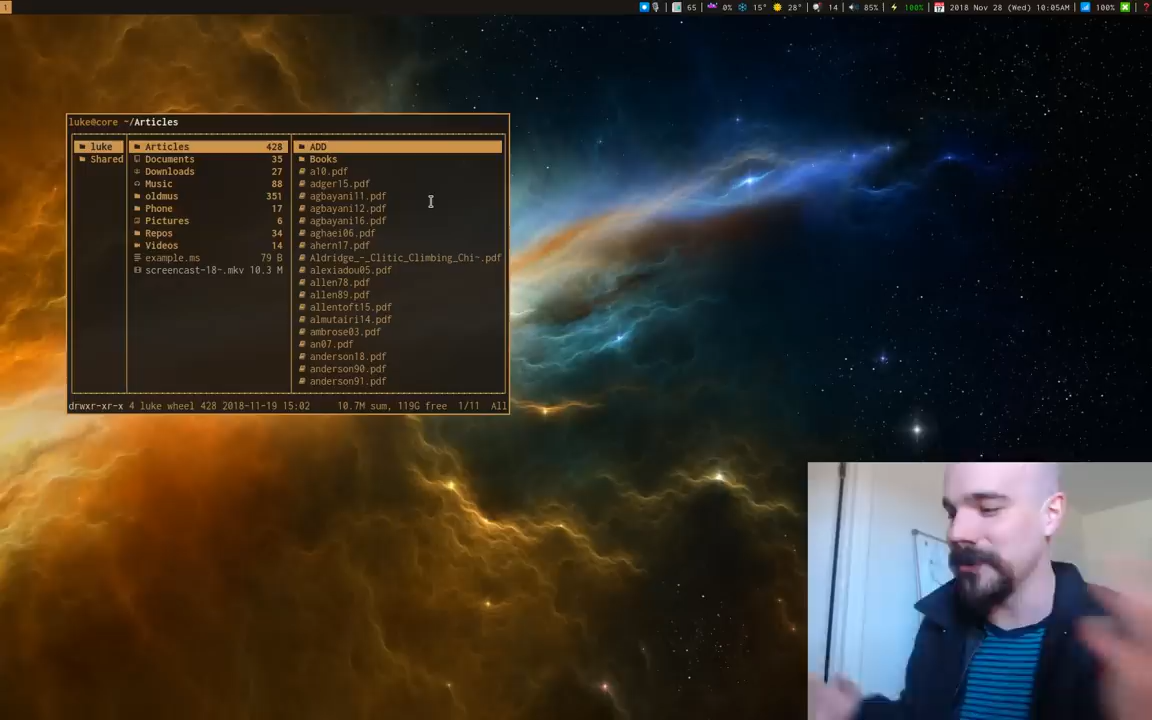 1
65 | 0% 15° 28° | 14 | 85% | 100% | 17 2018 Nov 28 (Wed) 10:05AM | 100% | ?
luke@core ~/Articles
luke
Shared
Articles 428
Documents 35
Downloads 27
Music 88
oldmus 351
Phone 17
Pictures 6
Repos 34
Videos 14
example.ms 79 B
screencast-18~.mkv 10.3 M
ADD
Books
a10.pdf
adger15.pdf
agbayani11.pdf
agbayani12.pdf
agbayani16.pdf
aghaei06.pdf
ahern17.pdf
Aldridge_-_Clitic_Climbing_Chi~.pdf
alexiadou05.pdf
allen78.pdf
allen89.pdf
allentoft15.pdf
almutairi14.pdf
ambrose03.pdf
an07.pdf
anderson18.pdf
anderson90.pdf
anderson91.pdf
drwxr-xr-x 4 luke wheel 428 2018-11-19 15:02 10.7M sum, 119G free 1/11 All